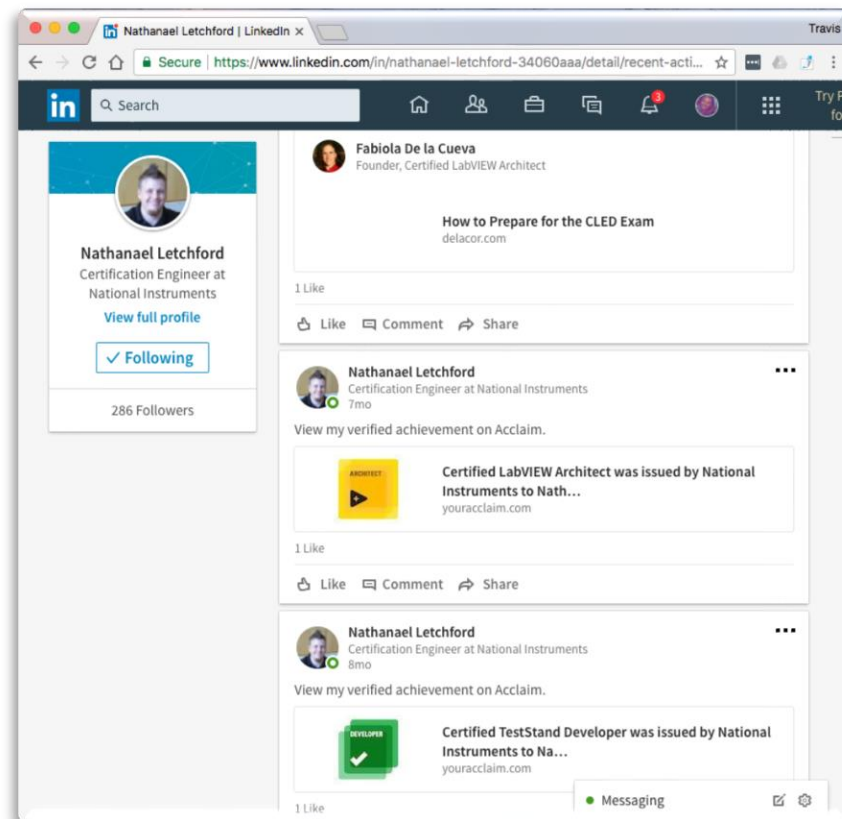 Nathanael Letchford | LinkedIn ×
Travis
Secure | https://www.linkedin.com/in/nathanael-letchford-34060aaa/detail/recent-acti...
in
Search
3
Try P
fo
Nathanael Letchford
Certification Engineer at
National Instruments
View full profile
✓ Following
286 Followers
Fabiola De la Cueva
Founder, Certified LabVIEW Architect
How to Prepare for the CLED Exam
delacor.com
1 Like
Like Comment Share
Nathanael Letchford
Certification Engineer at National Instruments
7mo
View my verified achievement on Acclaim.
ARCHITECT
Certified LabVIEW Architect was issued by National
Instruments to Nath...
youracclaim.com
1 Like
Like Comment Share
Nathanael Letchford
Certification Engineer at National Instruments
8mo
View my verified achievement on Acclaim.
DEVELOPER
Certified TestStand Developer was issued by National
Instruments to Na...
youracclaim.com
1 Like
Messaging